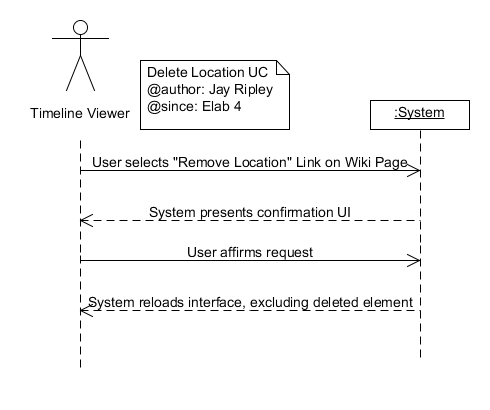 Delete Location UC
@author: Jay Ripley
@since: Elab 4
Timeline Viewer
:System
User selects "Remove Location" Link on Wiki Page
System presents confirmation UI
User affirms request
System reloads interface, excluding deleted element